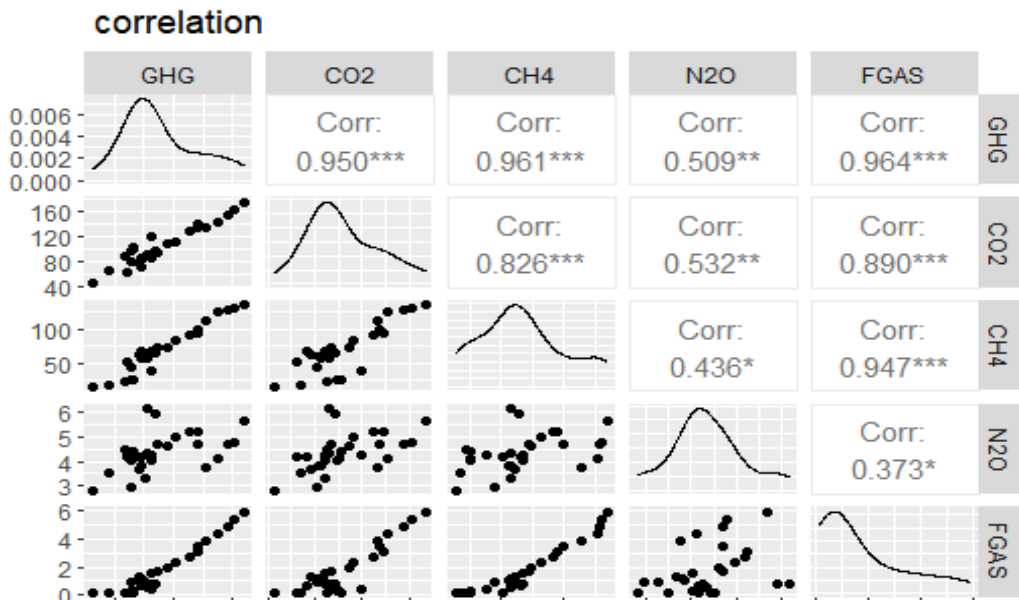 correlation
GHG CO2 CH4 N2O FGAS
0.006
0.004
0.002
0.000
Corr: Corr: Corr: Corr:
0.950*** 0.961*** 0.509** 0.964***
GHG
160
120
80
40
Corr: Corr: Corr:
0.826*** 0.532** 0.890***
CO2
100
50
Corr: Corr:
0.436* 0.947***
CH4
6
5
4
3
Corr:
0.373*
N2O
6
4
2
0
FGAS